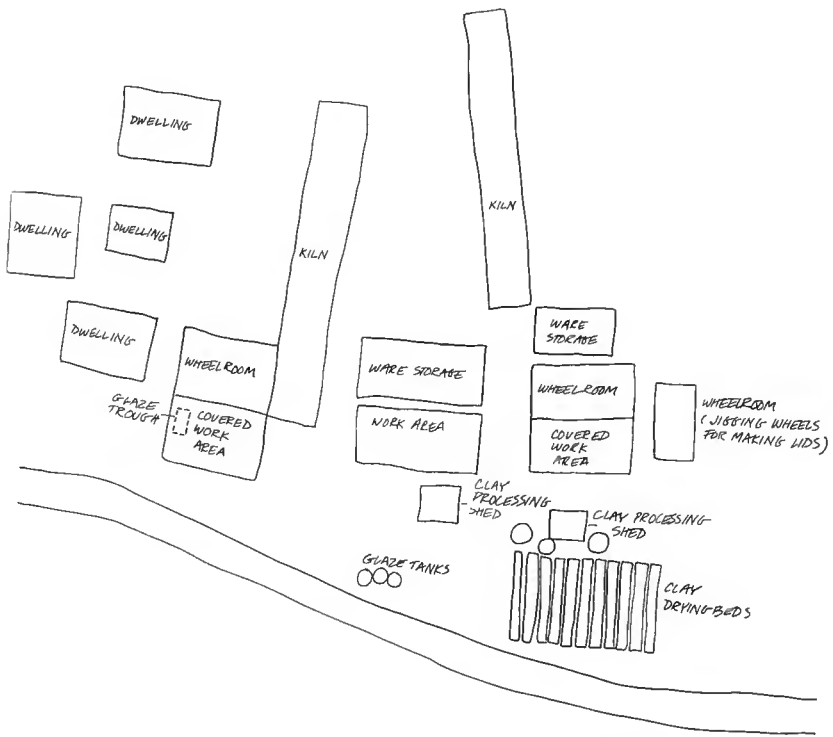 DWELLING
KILN
DWELLING
DWELLING
KILN
DWELLING
WARE
STORAGE
WHEELROOM
WARE STORAGE
WHEELROOM
WHEELROOM
(JIGGING WHEELS
FOR MAKING LIDS)
GLAZE
TROUGH
COVERED
WORK
AREA
WORK AREA
COVERED
WORK
AREA
CLAY
PROCESSING
SHED
CLAY PROCESSING
SHED
GLAZE TANKS
CLAY
DRYING BEDS